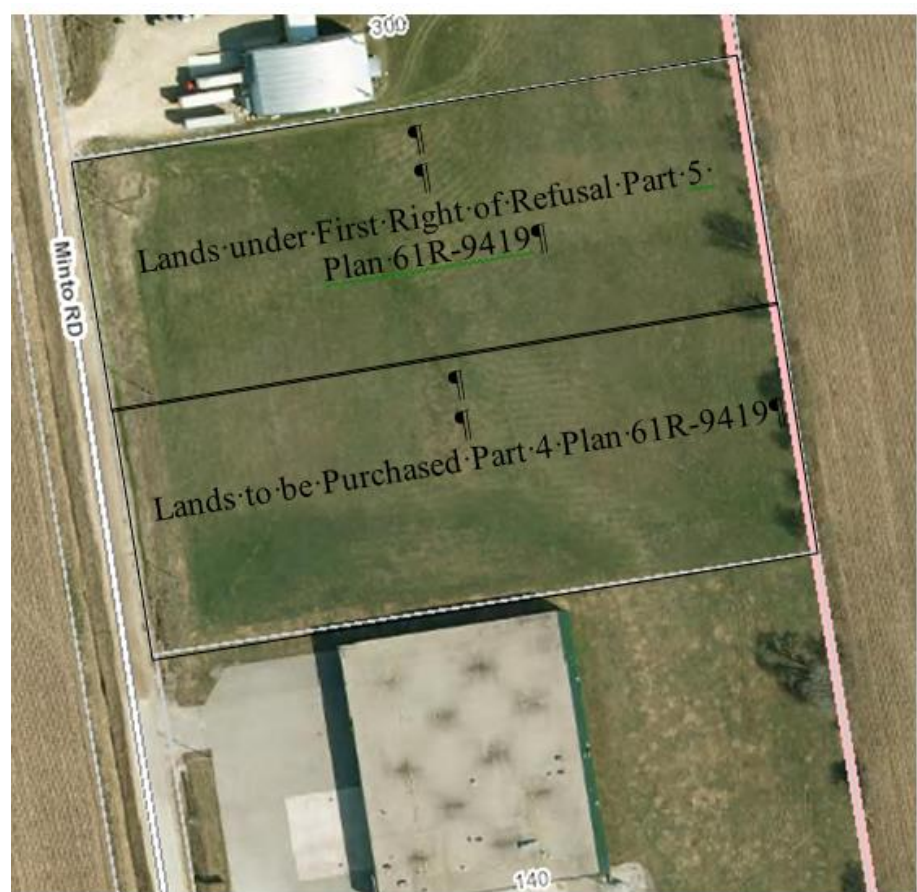 300
¶
¶
Lands·under·First·Right·of·Refusal·Part·5·
Plan·61R-9419¶
Minto RD
¶
¶
Lands·to·be·Purchased·Part·4·Plan·61R-9419¶
140